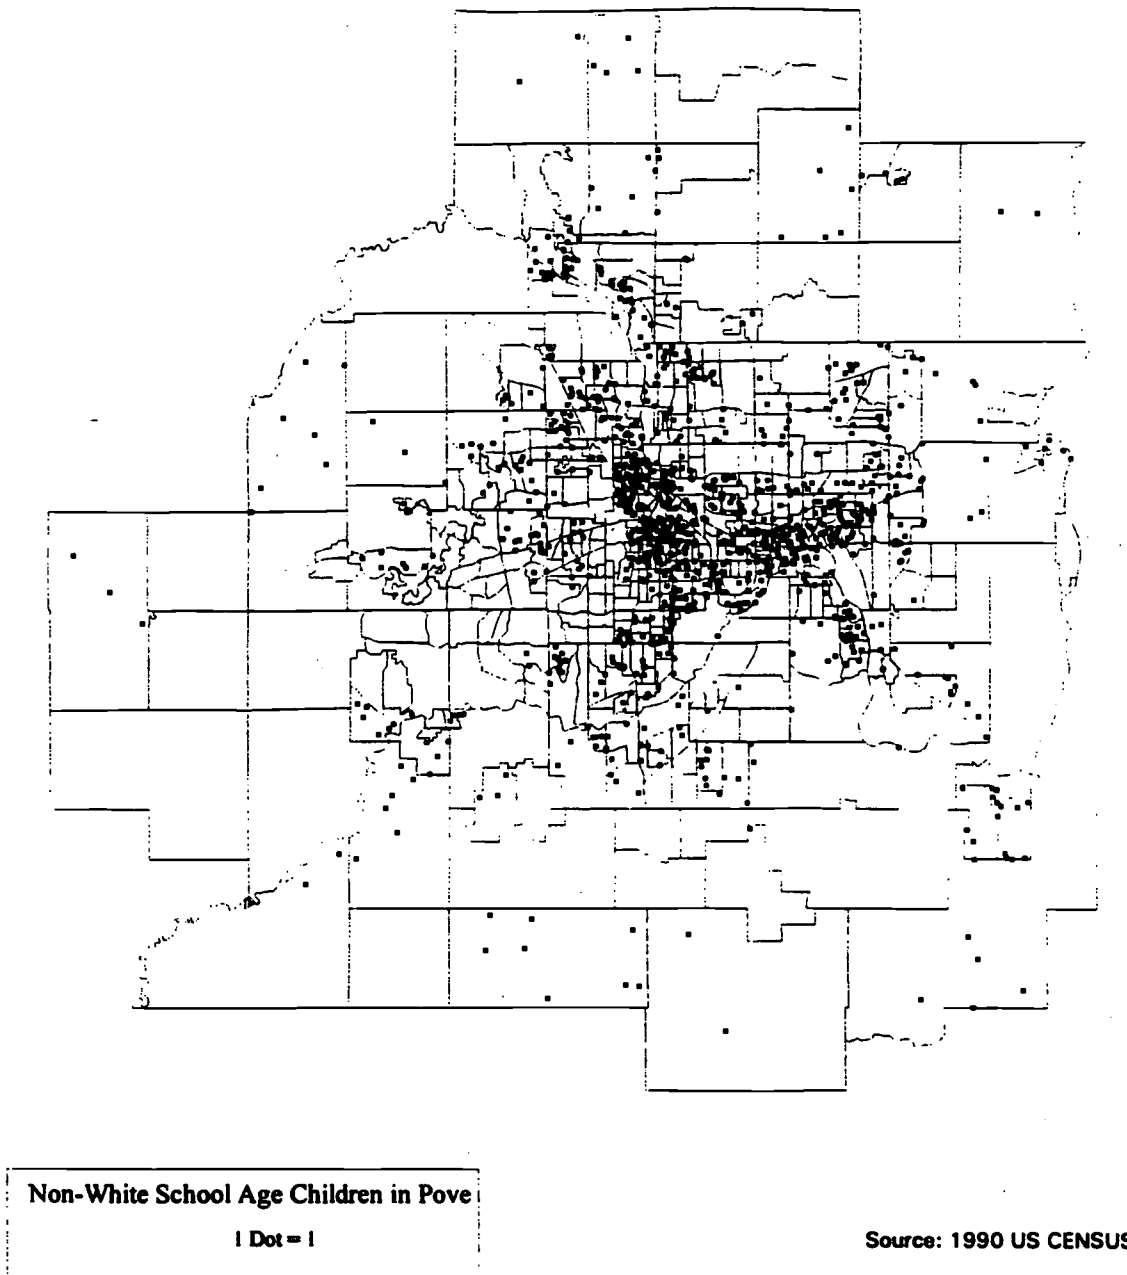 Non-White School Age Children in Pove
1 Dot = 1
Source: 1990 US CENSUS